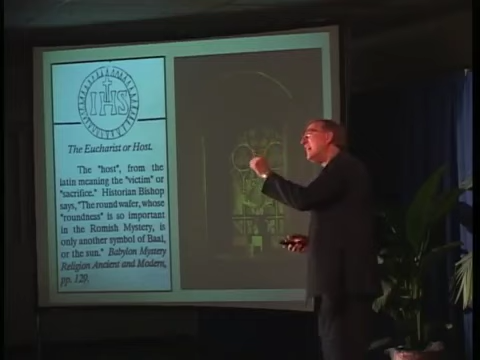 IHS
The Eucharist or Host.
The "host", from the
latin meaning the "victim" or
"sacrifice." Historian Bishop
says, "The round wafer, whose
"roundness" is so important
in the Romish Mystery, is
only another symbol of Baal,
or the sun." Babylon Mystery
Religion Ancient and Modern,
pp. 129.